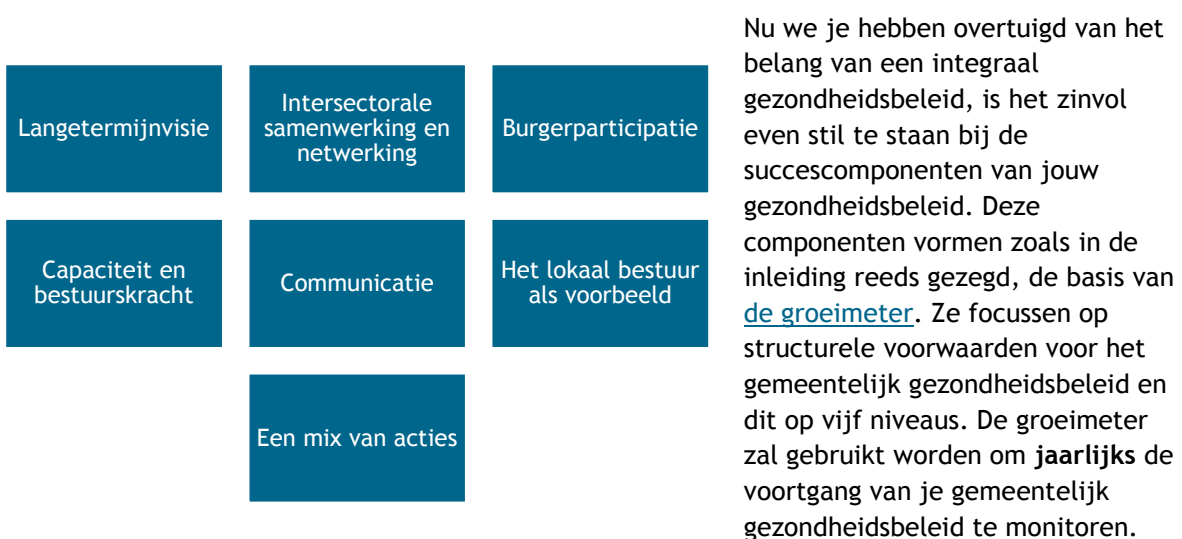 Langetermijnvisie
Intersectorale
samenwerking en
netwerking
Burgerparticipatie
Capaciteit en
bestuurskracht
Communicatie
Het lokaal bestuur
als voorbeeld
Een mix van acties
Nu we je hebben overtuigd van het
belang van een integraal
gezondheidsbeleid, is het zinvol
even stil te staan bij de
succescomponenten van jouw
gezondheidsbeleid. Deze
componenten vormen zoals in de
inleiding reeds gezegd, de basis van
de groeimeter. Ze focussen op
structurele voorwaarden voor het
gemeentelijk gezondheidsbeleid en
dit op vijf niveaus. De groeimeter
zal gebruikt worden om jaarlijks de
voortgang van je gemeentelijk
gezondheidsbeleid te monitoren.